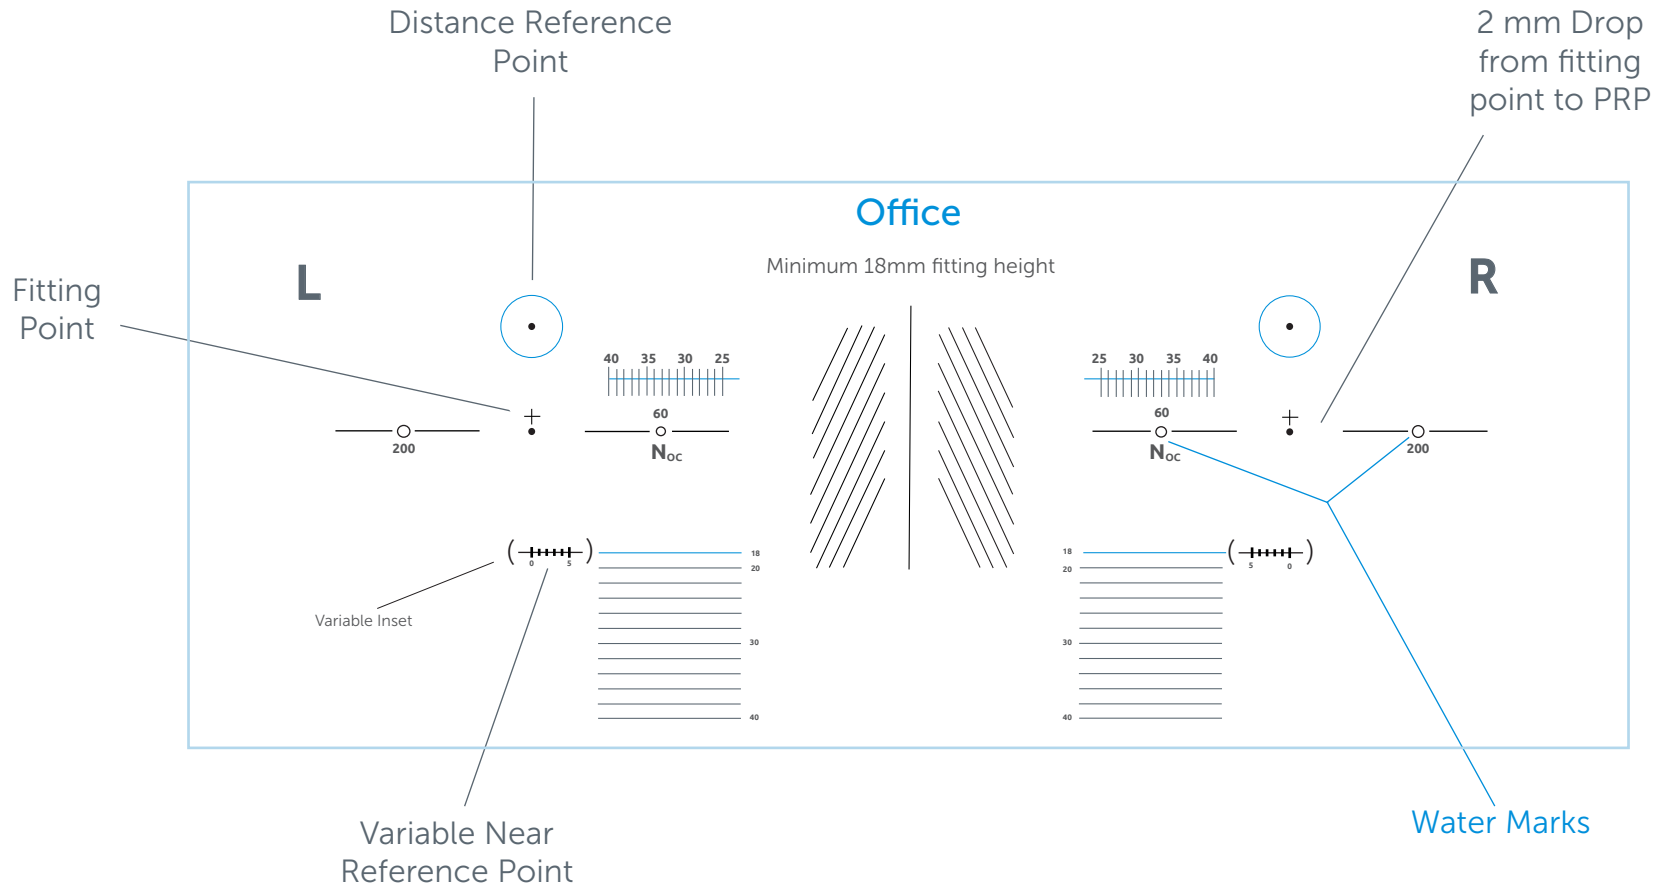 Distance Reference
Point
2 mm Drop
from fitting
point to PRP
Office
Minimum 18mm fitting height
L
R
Fitting
Point
40 35 30 25
25 30 35 40
60
60
200
N OC
N OC
200
0 5
18
18
5 0
20
20
Variable Inset
30
30
40
40
Water Marks
Variable Near
Reference Point